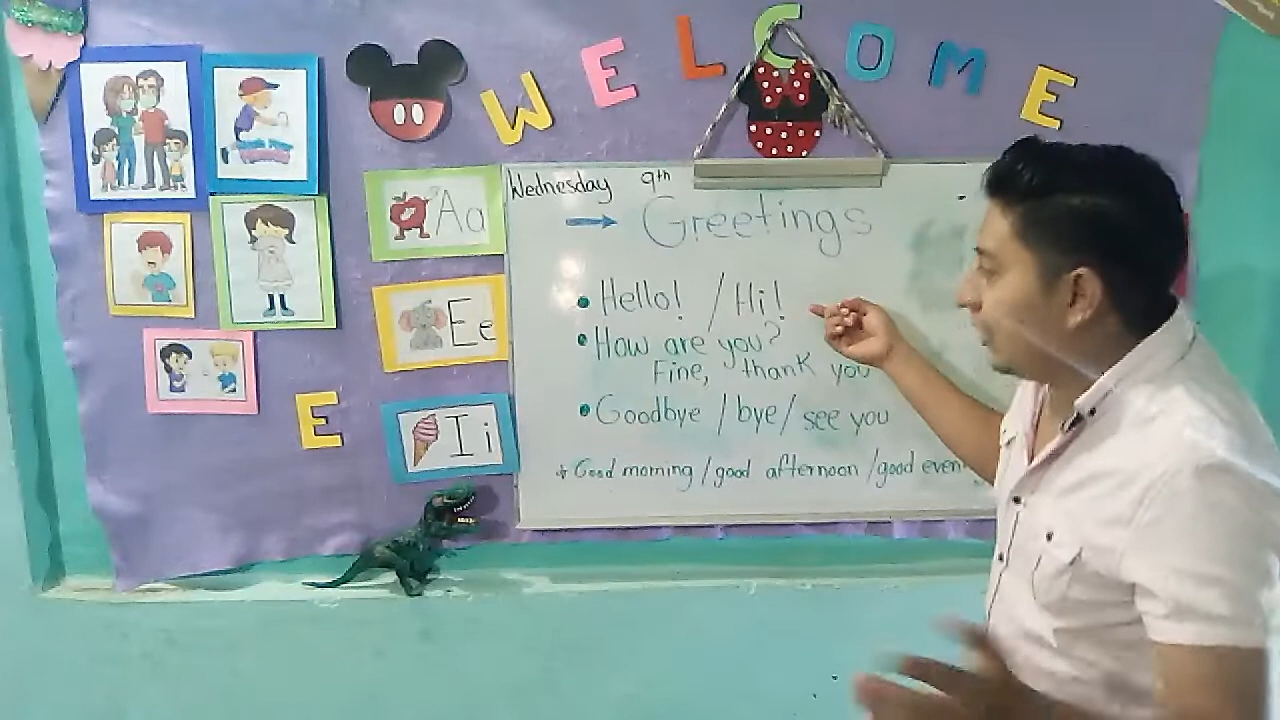 WELCOME
Aa
Ee
Ii
E
Wednesday 9th
Greetings
Hello! / Hi!
How are you?
Fine, thank you
Goodbye / bye / see you
Good morning / good afternoon / good even